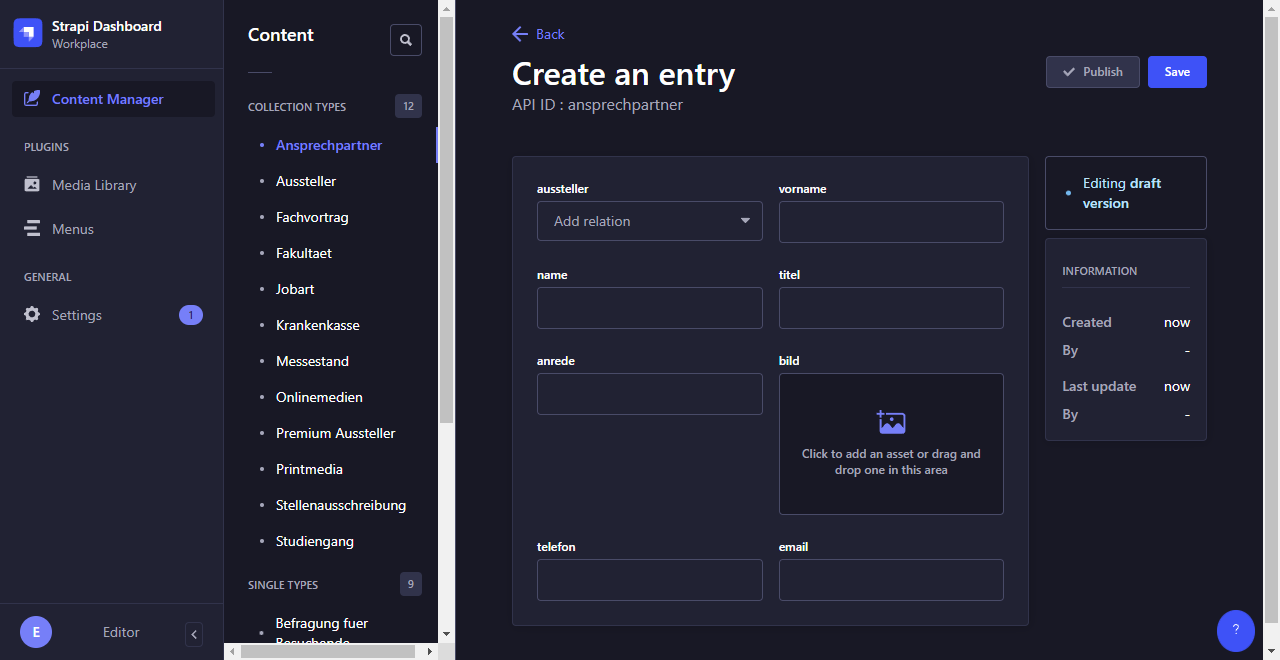 Strapi Dashboard
Workplace
Content Manager
PLUGINS
Media Library
Menus
GENERAL
Settings
1
E
Editor
Content
COLLECTION TYPES
12
Ansprechpartner
Aussteller
Fachvortrag
Fakultaet
Jobart
Krankenkasse
Messestand
Onlinemedien
Premium Aussteller
Printmedia
Stellenausschreibung
Studiengang
SINGLE TYPES
9
Befragung fuer
Besuchende
Back
Create an entry
API ID : ansprechpartner
Publish
Save
aussteller
Add relation
vorname
name
titel
anrede
bild
Click to add an asset or drag and
drop one in this area
telefon
email
Editing draft
version
INFORMATION
Created
now
By
-
Last update
now
By
-
?